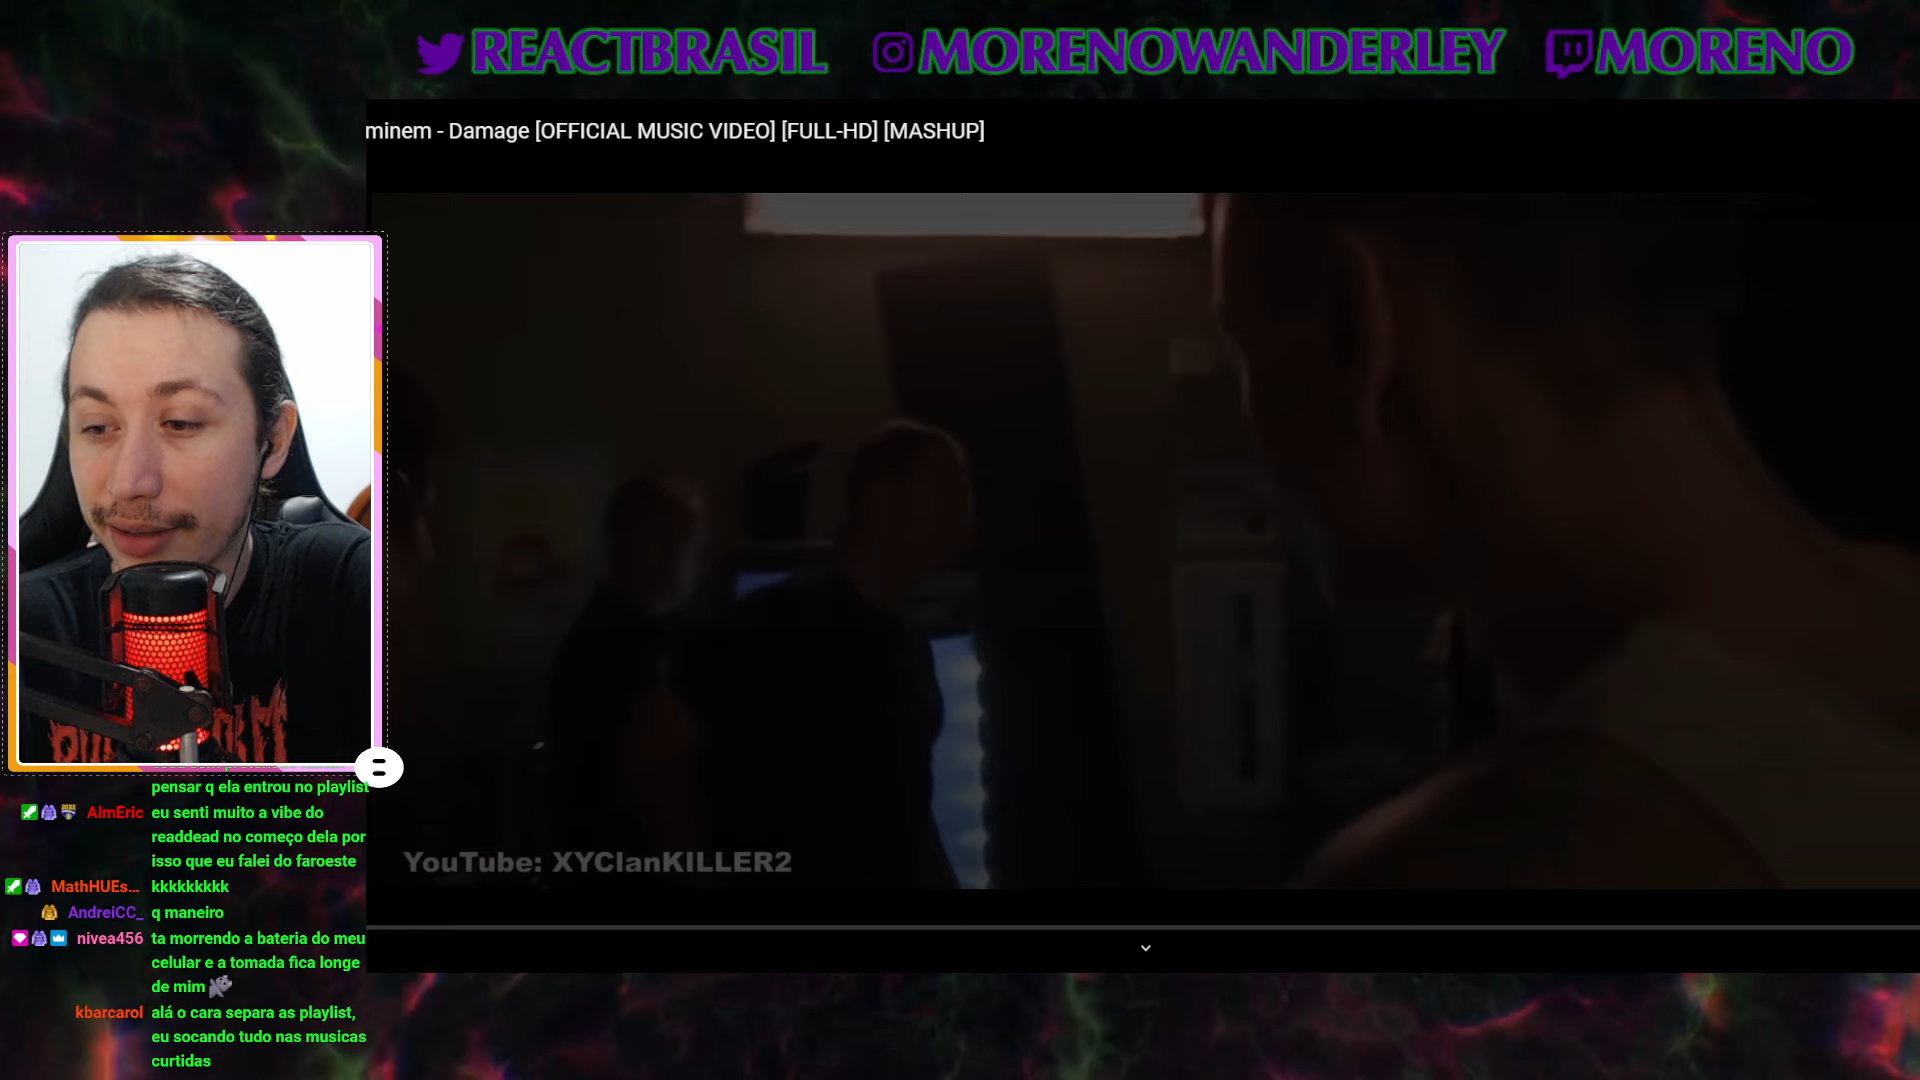 REACTBRASIL MORENOWANDERLEY MORENO
minem - Damage [OFFICIAL MUSIC VIDEO] [FULL-HD] [MASHUP]
YouTube: XYClanKILLER2
pensar q ela entrou no playlist
AlmEric eu senti muito a vibe do
readdead no começo dela por
isso que eu falei do faroeste
MathHUEs... kkkkkkkkk
AndreiCC_ q maneiro
nivea456 ta morrendo a bateria do meu
celular e a tomada fica longe
de mim
kbarcarol alá o cara separa as playlist,
eu socando tudo nas musicas
curtidas